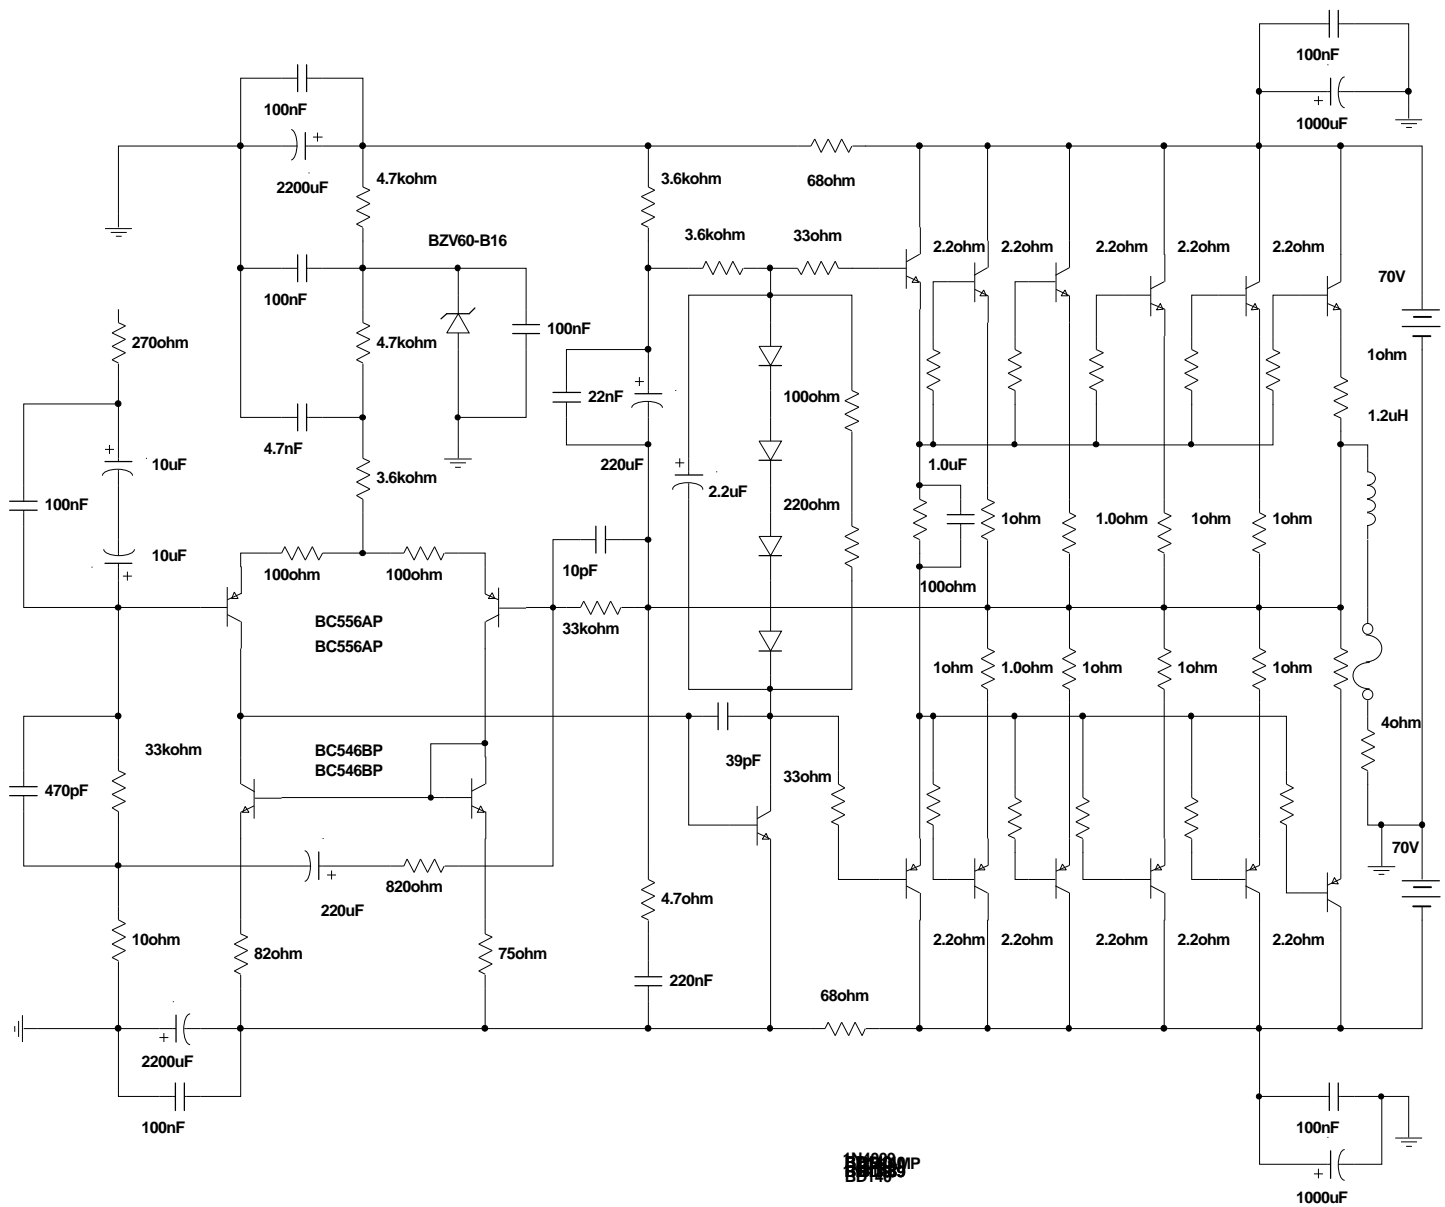 100nF
100nF
1000uF
2200uF
4.7kohm
3.6kohm
68ohm
BZV60-B16
3.6kohm
33ohm
2.2ohm
2.2ohm
2.2ohm
2.2ohm
2.2ohm
70V
100nF
270ohm
4.7kohm
100nF
1ohm
22nF
100ohm
1.2uH
4.7nF
10uF
220uF
1.0uF
3.6kohm
2.2uF
100nF
220ohm
1ohm
1.0ohm
1ohm
1ohm
10uF
100ohm
100ohm
10pF
100ohm
BC556AP
33kohm
BC556AP
1ohm
1.0ohm
1ohm
1ohm
1ohm
4ohm
33kohm
BC546BP
BC546BP
39pF
33ohm
470pF
70V
820ohm
220uF
4.7ohm
10ohm
82ohm
75ohm
2.2ohm
2.2ohm
2.2ohm
2.2ohm
2.2ohm
220nF
68ohm
2200uF
100nF
100nF
1000uF